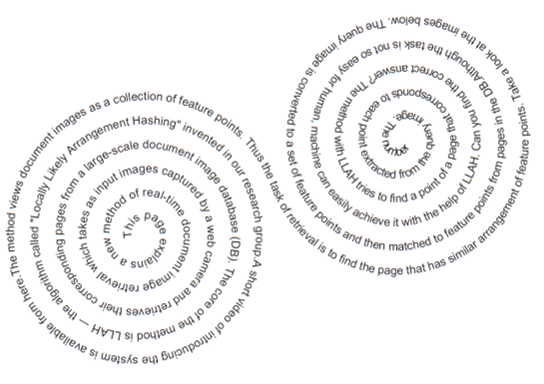 This page explains a new method of real-time document image retrieval which takes as input images captured by a web camera and retrieves their corresponding pages from a large-scale document image database (DB). The core of the method is LLAH — the algorithm called "Locally Likely Arrangement Hashing" invented in our research group.A short video of introducing the system is available from here.The method views document images as a collection of feature points. Thus the task of retrieval is to find the page that has similar arrangement of feature points. Take a look at the images below. The query image is converted to a set of feature points and then matched to feature points from pages in the DB.Although the task is not so easy for human, machine can easily achieve it with the help of LLAH. Can you find the correct answer? The method with LLAH tries to find a point of a page that corresponds to each point extracted from the query image. The